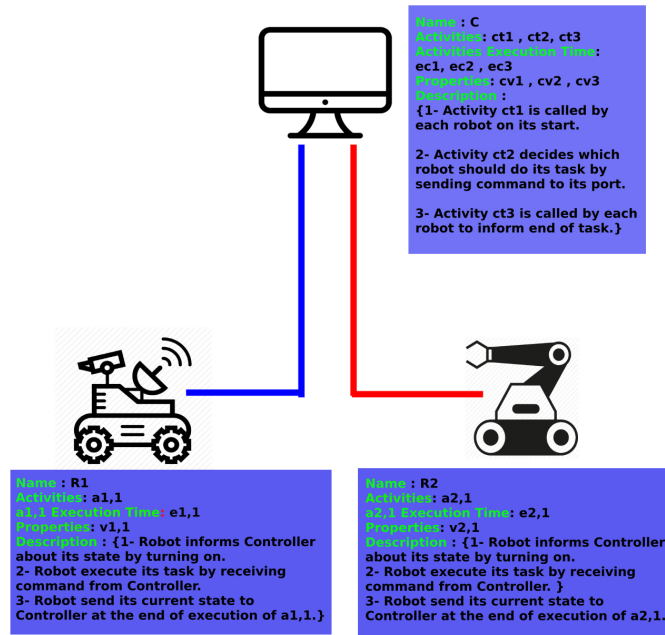 Name : C
Activities: ct1 , ct2, ct3
Activities Execution Time:
ec1, ec2 , ec3
Properties: cv1 , cv2 , cv3
Description :
{1- Activity ct1 is called by
each robot on its start.
2- Activity ct2 decides which
robot should do its task by
sending command to its port.
3- Activity ct3 is called by each
robot to inform end of task.}
Name : R1
Activities: a1,1
a1,1 Execution Time: e1,1
Properties: v1,1
Description : {1- Robot informs Controller
about its state by turning on.
2- Robot execute its task by receiving
command from Controller.
3- Robot send its current state to
Controller at the end of execution of a1,1.}
Name : R2
Activities: a2,1
a2,1 Execution Time: e2,1
Properties: v2,1
Description : {1- Robot informs Controller
about its state by turning on.
2- Robot execute its task by receiving
command from Controller. }
3- Robot send its current state to
Controller at the end of execution of a2,1.